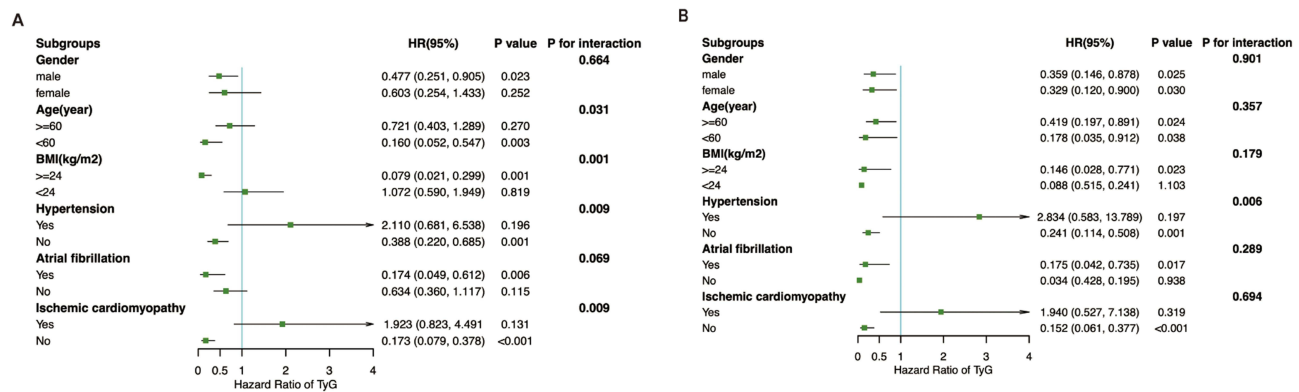 A
Subgroups HR(95%) P value P for interaction
Gender 0.664
male 0.477 (0.251, 0.905) 0.023
female 0.603 (0.254, 1.433) 0.252
Age(year) 0.031
>=60 0.721 (0.403, 1.289) 0.270
<60 0.160 (0.052, 0.547) 0.003
BMI(kg/m2) 0.001
>=24 0.079 (0.021, 0.299) 0.001
<24 1.072 (0.590, 1.949) 0.819
Hypertension 0.009
Yes 2.110 (0.681, 6.538) 0.196
No 0.388 (0.220, 0.685) 0.001
Atrial fibrillation 0.069
Yes 0.174 (0.049, 0.612) 0.006
No 0.634 (0.360, 1.117) 0.115
Ischemic cardiomyopathy 0.009
Yes 1.923 (0.823, 4.491 0.131
No 0.173 (0.079, 0.378) <0.001
0 0.5 1 2 3 4
Hazard Ratio of TyG
B
Subgroups HR(95%) P value P for interaction
Gender 0.901
male 0.359 (0.146, 0.878) 0.025
female 0.329 (0.120, 0.900) 0.030
Age(year) 0.357
>=60 0.419 (0.197, 0.891) 0.024
<60 0.178 (0.035, 0.912) 0.038
BMI(kg/m2) 0.179
>=24 0.146 (0.028, 0.771) 0.023
<24 0.088 (0.515, 0.241) 1.103
Hypertension 0.006
Yes 2.834 (0.583, 13.789) 0.197
No 0.241 (0.114, 0.508) 0.001
Atrial fibrillation 0.289
Yes 0.175 (0.042, 0.735) 0.017
No 0.034 (0.428, 0.195) 0.938
Ischemic cardiomyopathy 0.694
Yes 1.940 (0.527, 7.138) 0.319
No 0.152 (0.061, 0.377) <0.001
0 0.5 1 2 3 4
Hazard Ratio of TyG